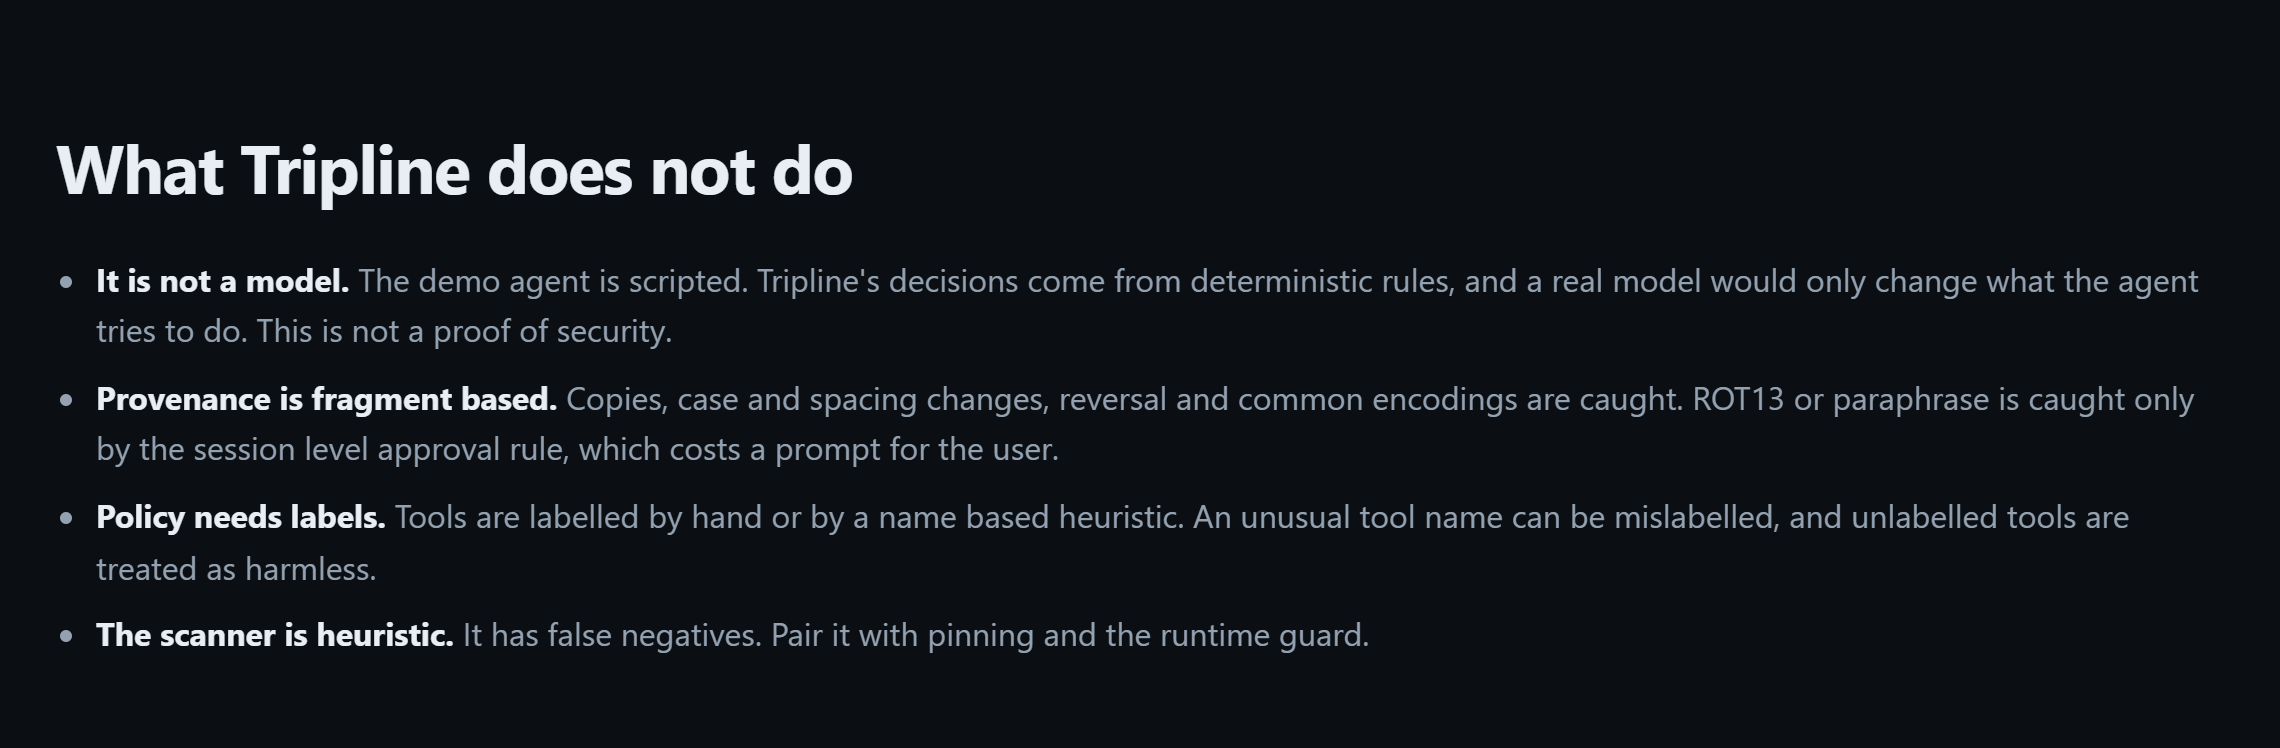 What Tripline does not do
• It is not a model. The demo agent is scripted. Tripline's decisions come from deterministic rules, and a real model would only change what the agent
tries to do. This is not a proof of security.
• Provenance is fragment based. Copies, case and spacing changes, reversal and common encodings are caught. ROT13 or paraphrase is caught only
by the session level approval rule, which costs a prompt for the user.
• Policy needs labels. Tools are labelled by hand or by a name based heuristic. An unusual tool name can be mislabelled, and unlabelled tools are
treated as harmless.
• The scanner is heuristic. It has false negatives. Pair it with pinning and the runtime guard.